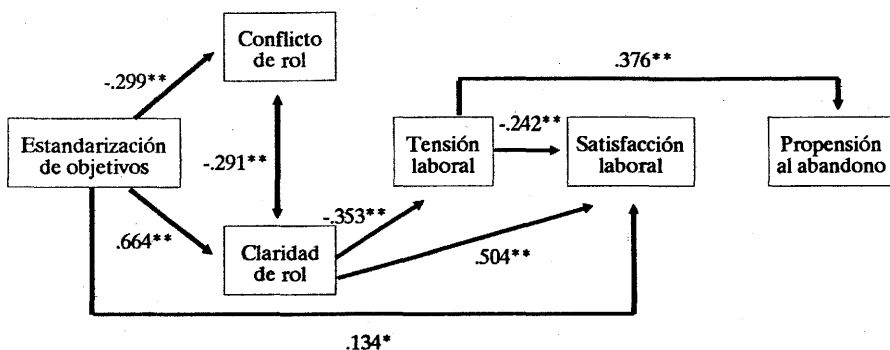 Conflicto
de rol
-.299**
.376**
Estandarización
de objetivos
-.291**
Tensión
laboral
-.242**
Satisfacción
laboral
Propensión
al abandono
.664**
-.353**
Claridad
de rol
.504**
.134*